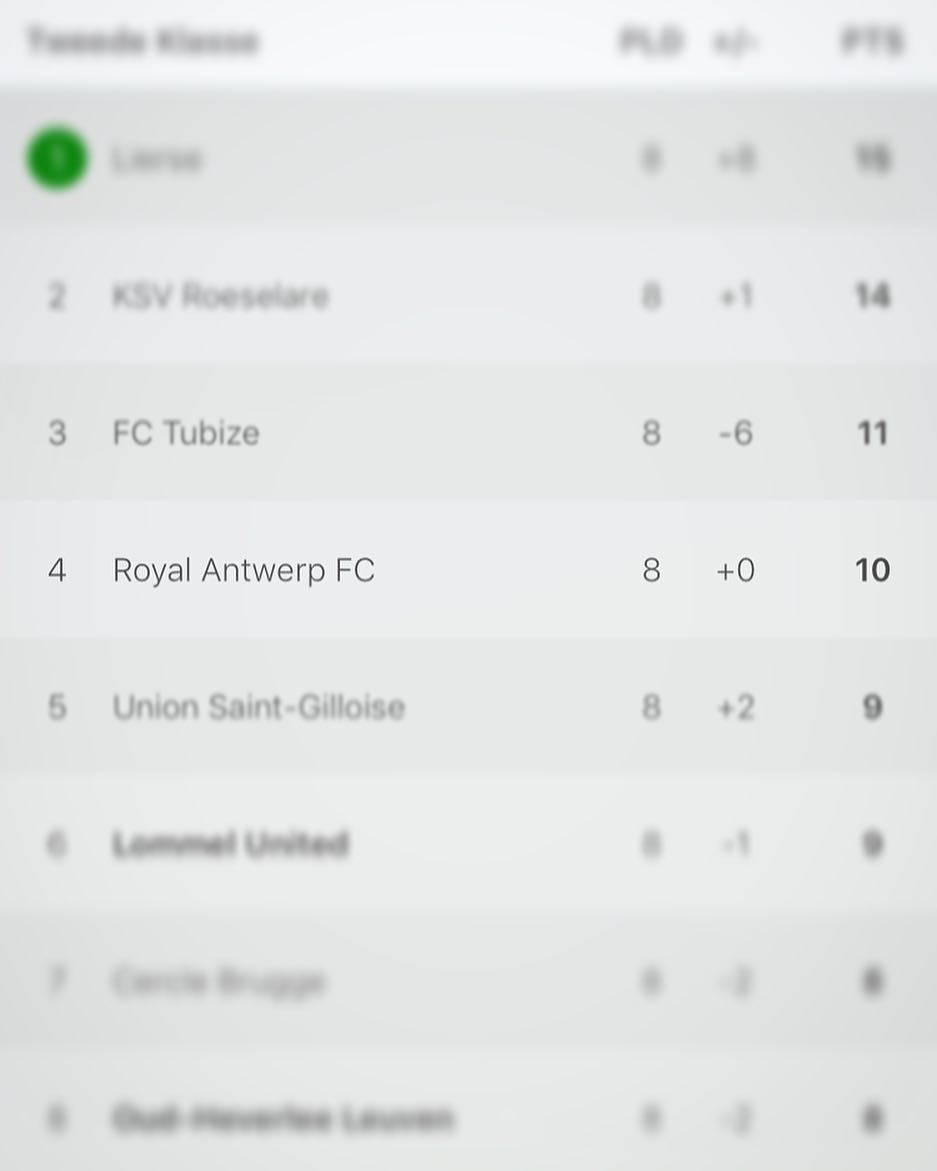 Tweede Klasse PLD +/- PTS
1 Lierse 8 +8 15
2 KSV Roeselare 8 +1 14
3 FC Tubize 8 -6 11
4 Royal Antwerp FC 8 +0 10
5 Union Saint-Gilloise 8 +2 9
6 Lommel United 8 -1 9
7 Cercle Brugge 8 -2 8
8 Oud-Heverlee Leuven 8 -2 8